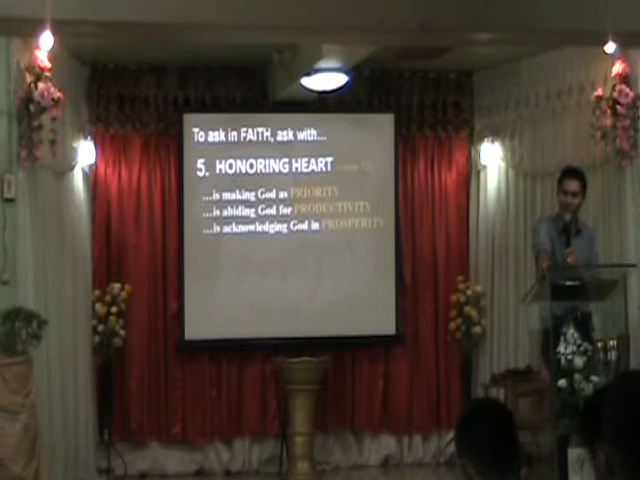 To ask in FAITH, ask with...
5. HONORING HEART
...is making God as PRIORITY
...is abiding God for PRODUCTIVITY
...is acknowledging God in PROSPERITY